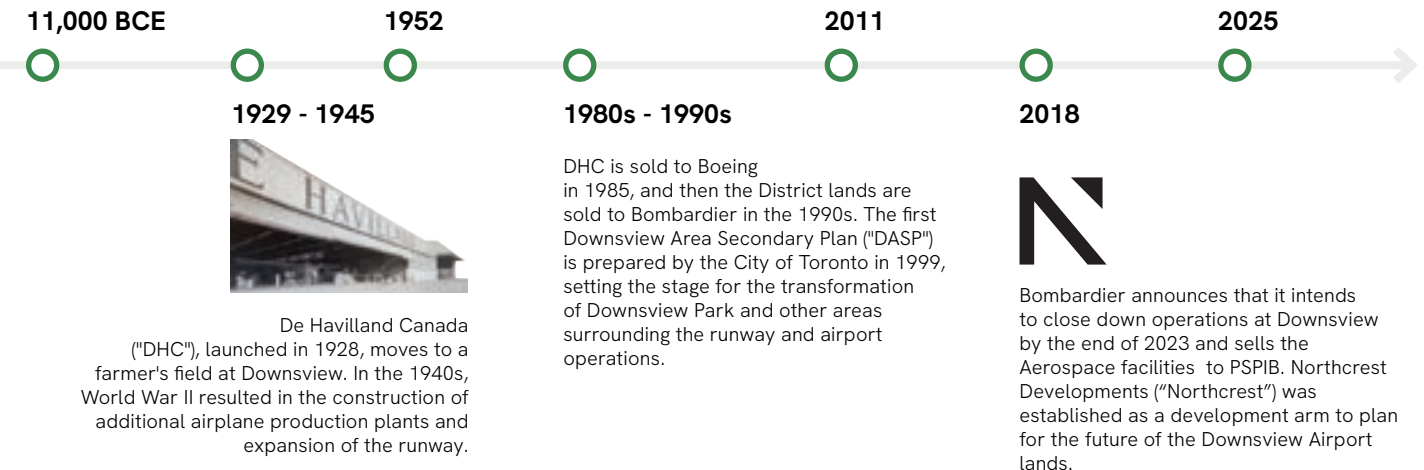 11,000 BCE
1952
2011
2025
1929 - 1945
E HAVILL
De Havilland Canada
("DHC"), launched in 1928, moves to a
farmer's field at Downsview. In the 1940s,
World War II resulted in the construction of
additional airplane production plants and
expansion of the runway.
1980s - 1990s
DHC is sold to Boeing
in 1985, and then the District lands are
sold to Bombardier in the 1990s. The first
Downsview Area Secondary Plan ("DASP")
is prepared by the City of Toronto in 1999,
setting the stage for the transformation
of Downsview Park and other areas
surrounding the runway and airport
operations.
2018
N
Bombardier announces that it intends
to close down operations at Downsview
by the end of 2023 and sells the
Aerospace facilities  to PSPIB. Northcrest
Developments (“Northcrest”) was
established as a development arm to plan
for the future of the Downsview Airport
lands.